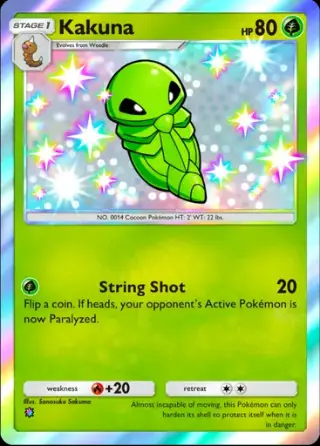 STAGE 1
Kakuna
HP 80
Evolves from Weedle
NO. 0014 Cocoon Pokémon HT: 2' WT: 22 lbs.
String Shot 20
Flip a coin. If heads, your opponent's Active Pokémon is
now Paralyzed.
weakness +20 retreat
Illus. Sanosuke Sakuma
Almost incapable of moving, this Pokémon can only
harden its shell to protect itself when it is
in danger.